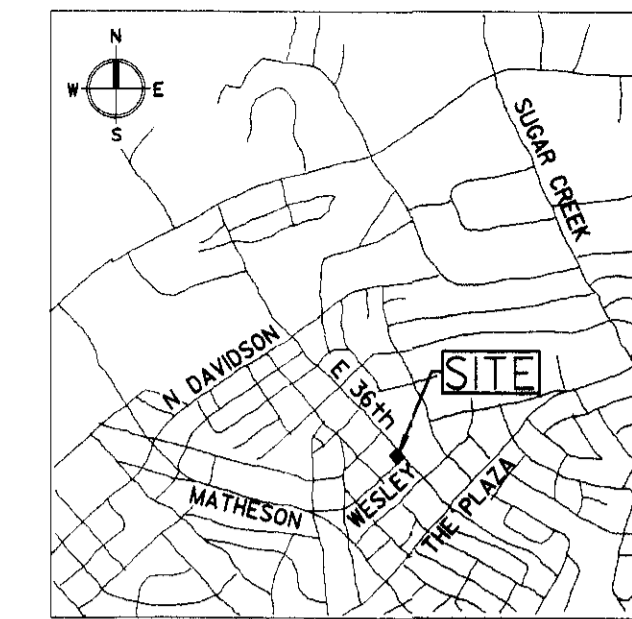 N
W E
S
SUGAR CREEK
N DAVIDSON
E 36th
SITE
MATHESON
WESLEY
THE PLAZA